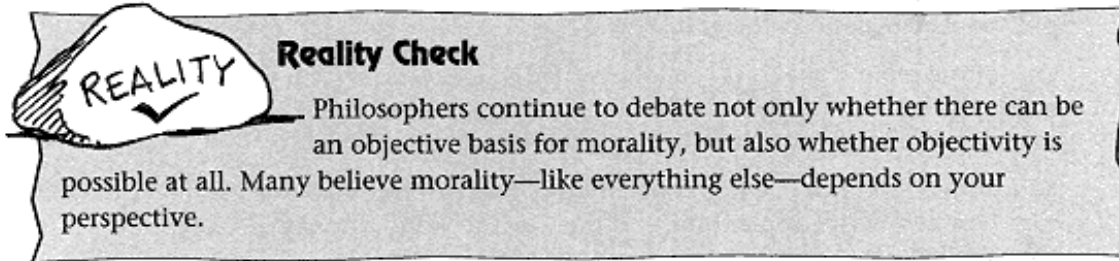 Reality Check
REALITY
Philosophers continue to debate not only whether there can be
an objective basis for morality, but also whether objectivity is
possible at all. Many believe morality—like everything else—depends on your
perspective.